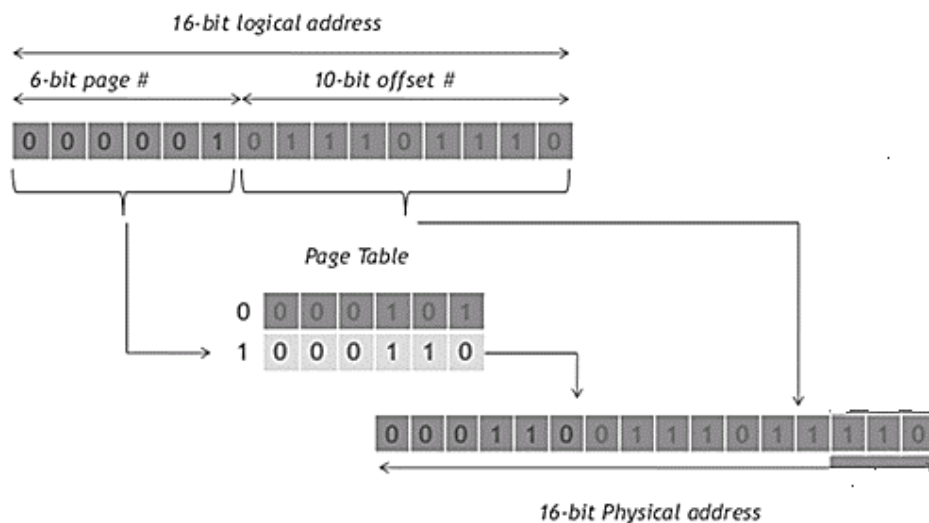 16-bit logical address
6-bit page # 10-bit offset #
0 0 0 0 0 1 0 1 1 1 0 1 1 1 0
Page Table
0 0 0 0 1 0 1
1 0 0 0 1 1 0
0 0 0 1 1 0 0 1 1 1 0 1 1 1 1 0
16-bit Physical address